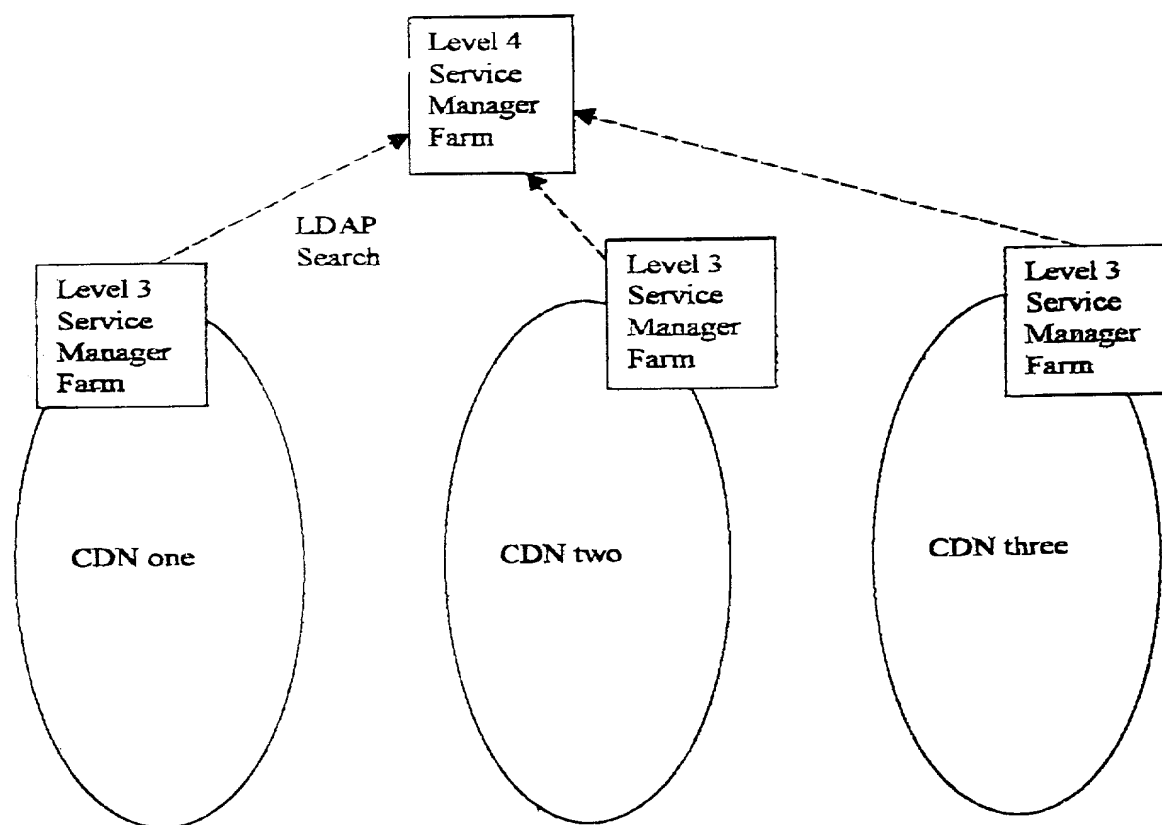 Level 4
Service
Manager
Farm
LDAP
Search
Level 3
Service
Manager
Farm
Level 3
Service
Manager
Farm
Level 3
Service
Manager
Farm
CDN one
CDN two
CDN three